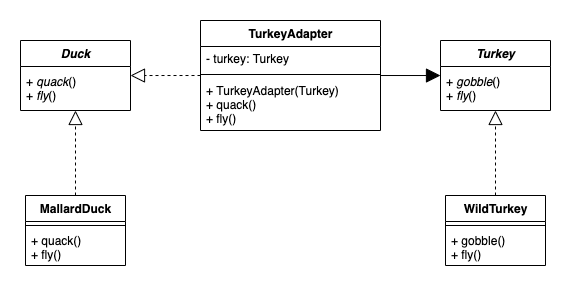 Duck
+ quack()
+ fly()
TurkeyAdapter
- turkey: Turkey
+ TurkeyAdapter(Turkey)
+ quack()
+ fly()
Turkey
+ gobble()
+ fly()
MallardDuck
+ quack()
+ fly()
WildTurkey
+ gobble()
+ fly()